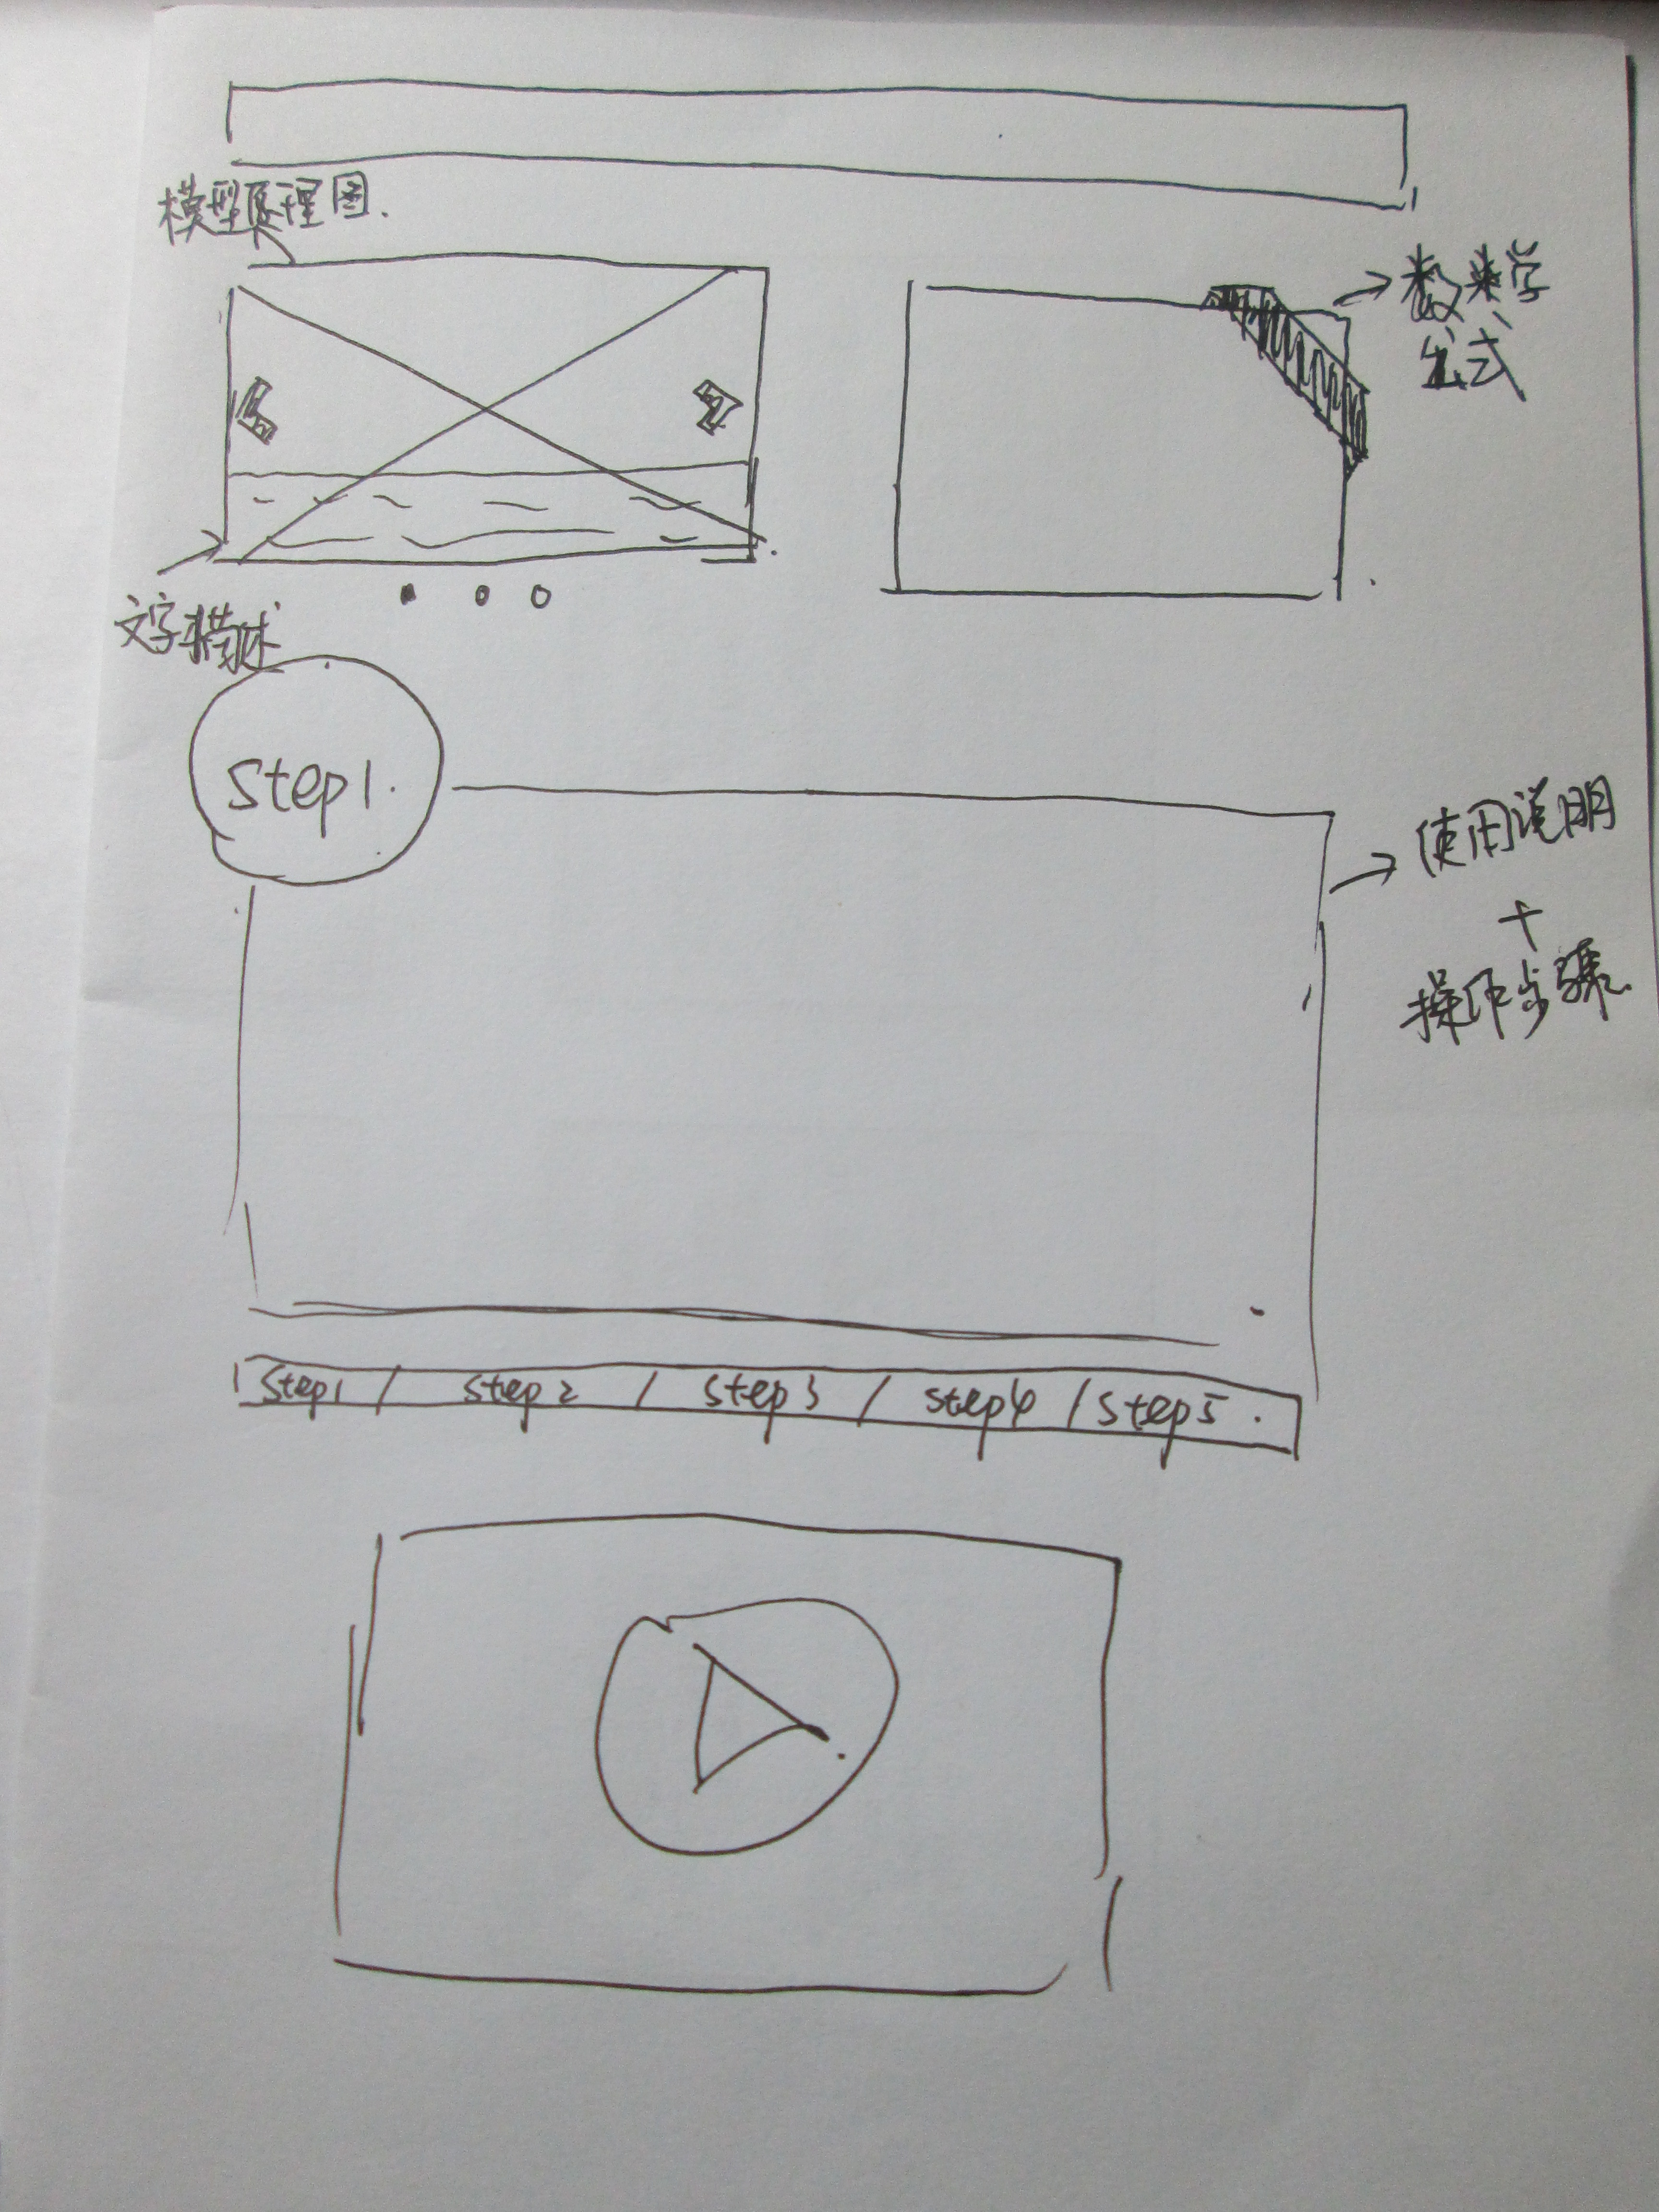 模型原理图.
数学
公式
文字描述
step1.
使用说明
+
操作步骤
step1 / step2 / step3 / step4 / step5 .